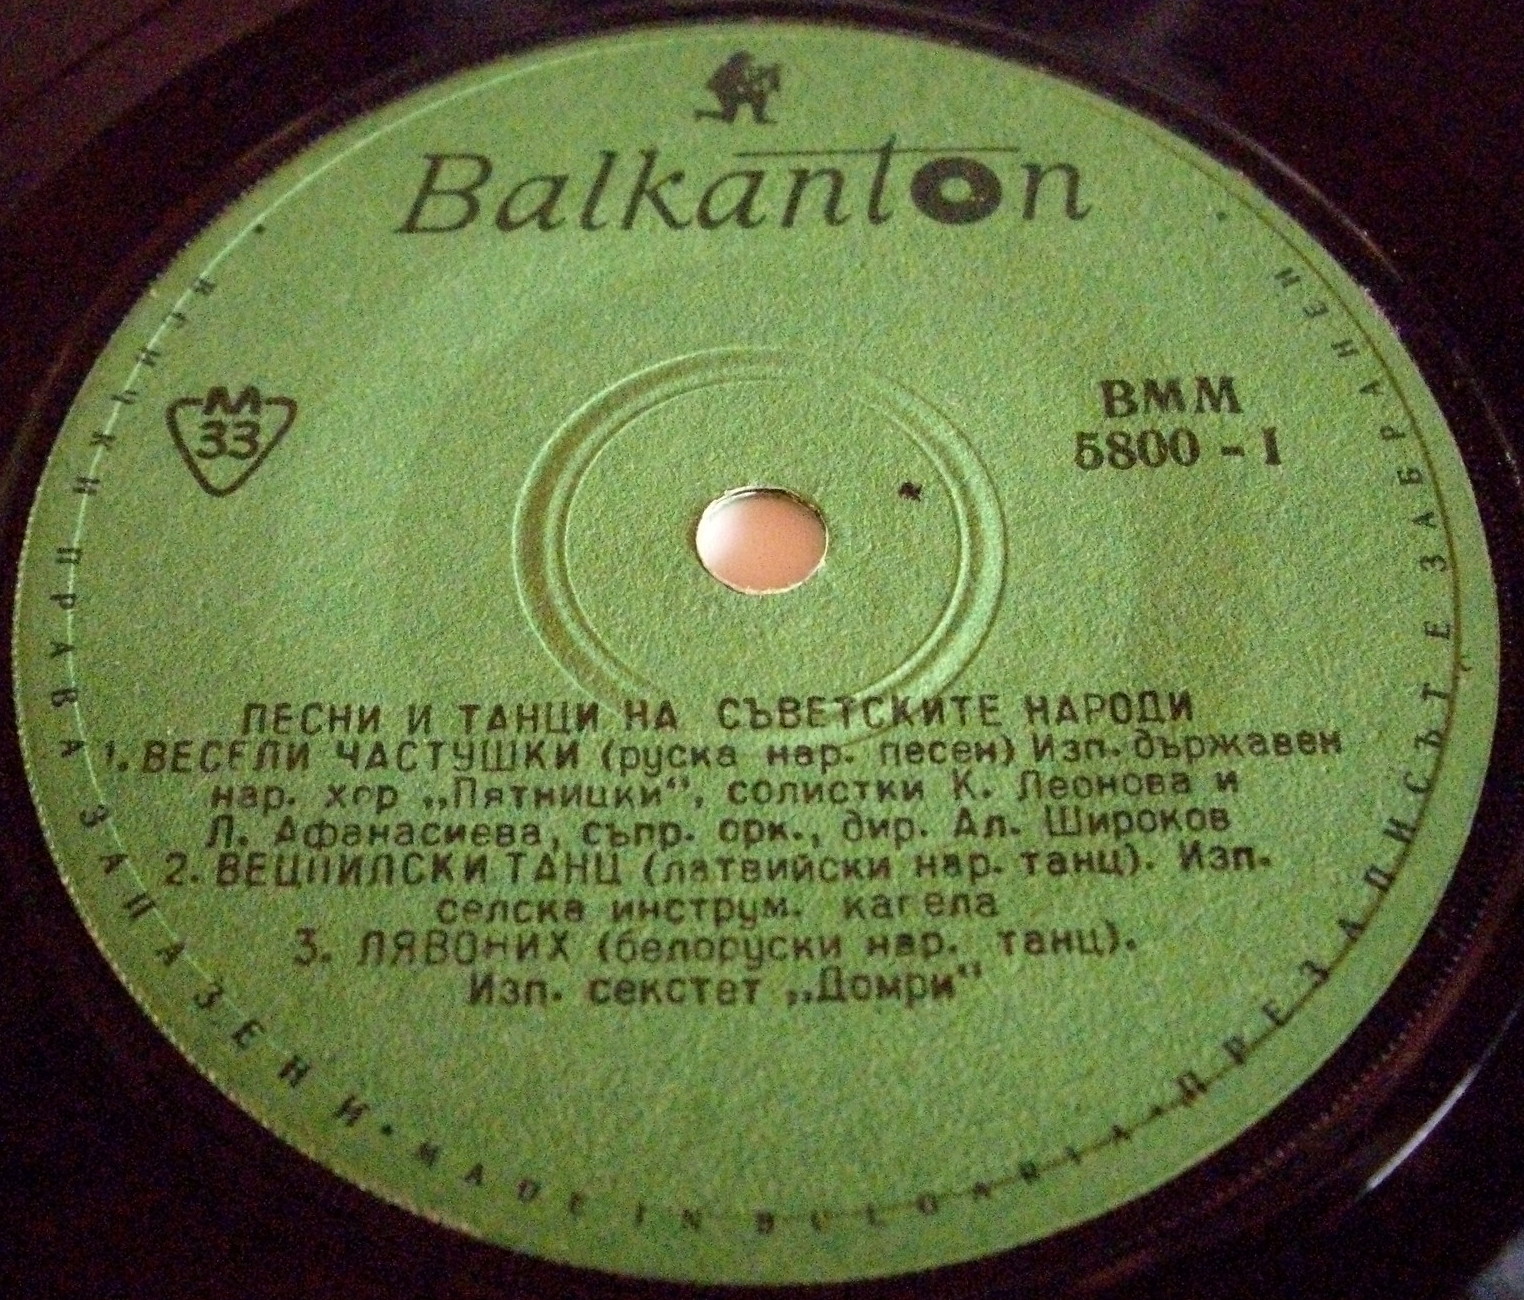 Balkanton
M
33
ВММ
5800 - I
ПЕСНИ И ТАНЦИ НА СЪВЕТСКИТЕ НАРОДИ
1. ВЕСЕЛИ ЧАСТУШКИ (руска нар. песен) Изп. държавен
нар. хор „Пятницки“, солистки К. Леонова и
Л. Афанасиева, съпр. орк., дир. Ал. Широков
2. ВЕЦПИЛСКИ ТАНЦ (латвийски нар. танц). Изп.
селска инструм. капела
3. ЛЯВОНИХ (белоруски нар. танц).
Изп. секстет „Домри“
ВСИЧКИ ПРАВА ЗАПАЗЕНИ • MADE IN BULGARIA • ПРЕЗАПИСЪТ Е ЗАБРАНЕН